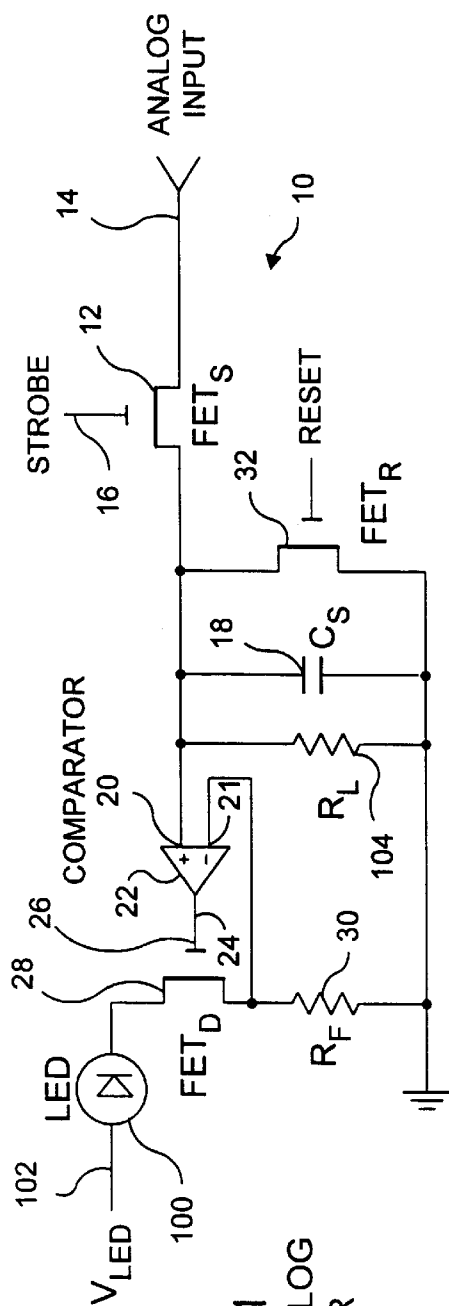 ANALOG
INPUT
14
10
STROBE
16
12
FET_S
RESET
32
FET_R
18
C_S
R_L
104
COMPARATOR
20
+
−
21
22
26
24
28
FET_D
30
R_F
LED
102
100
V_LED
LOG
R